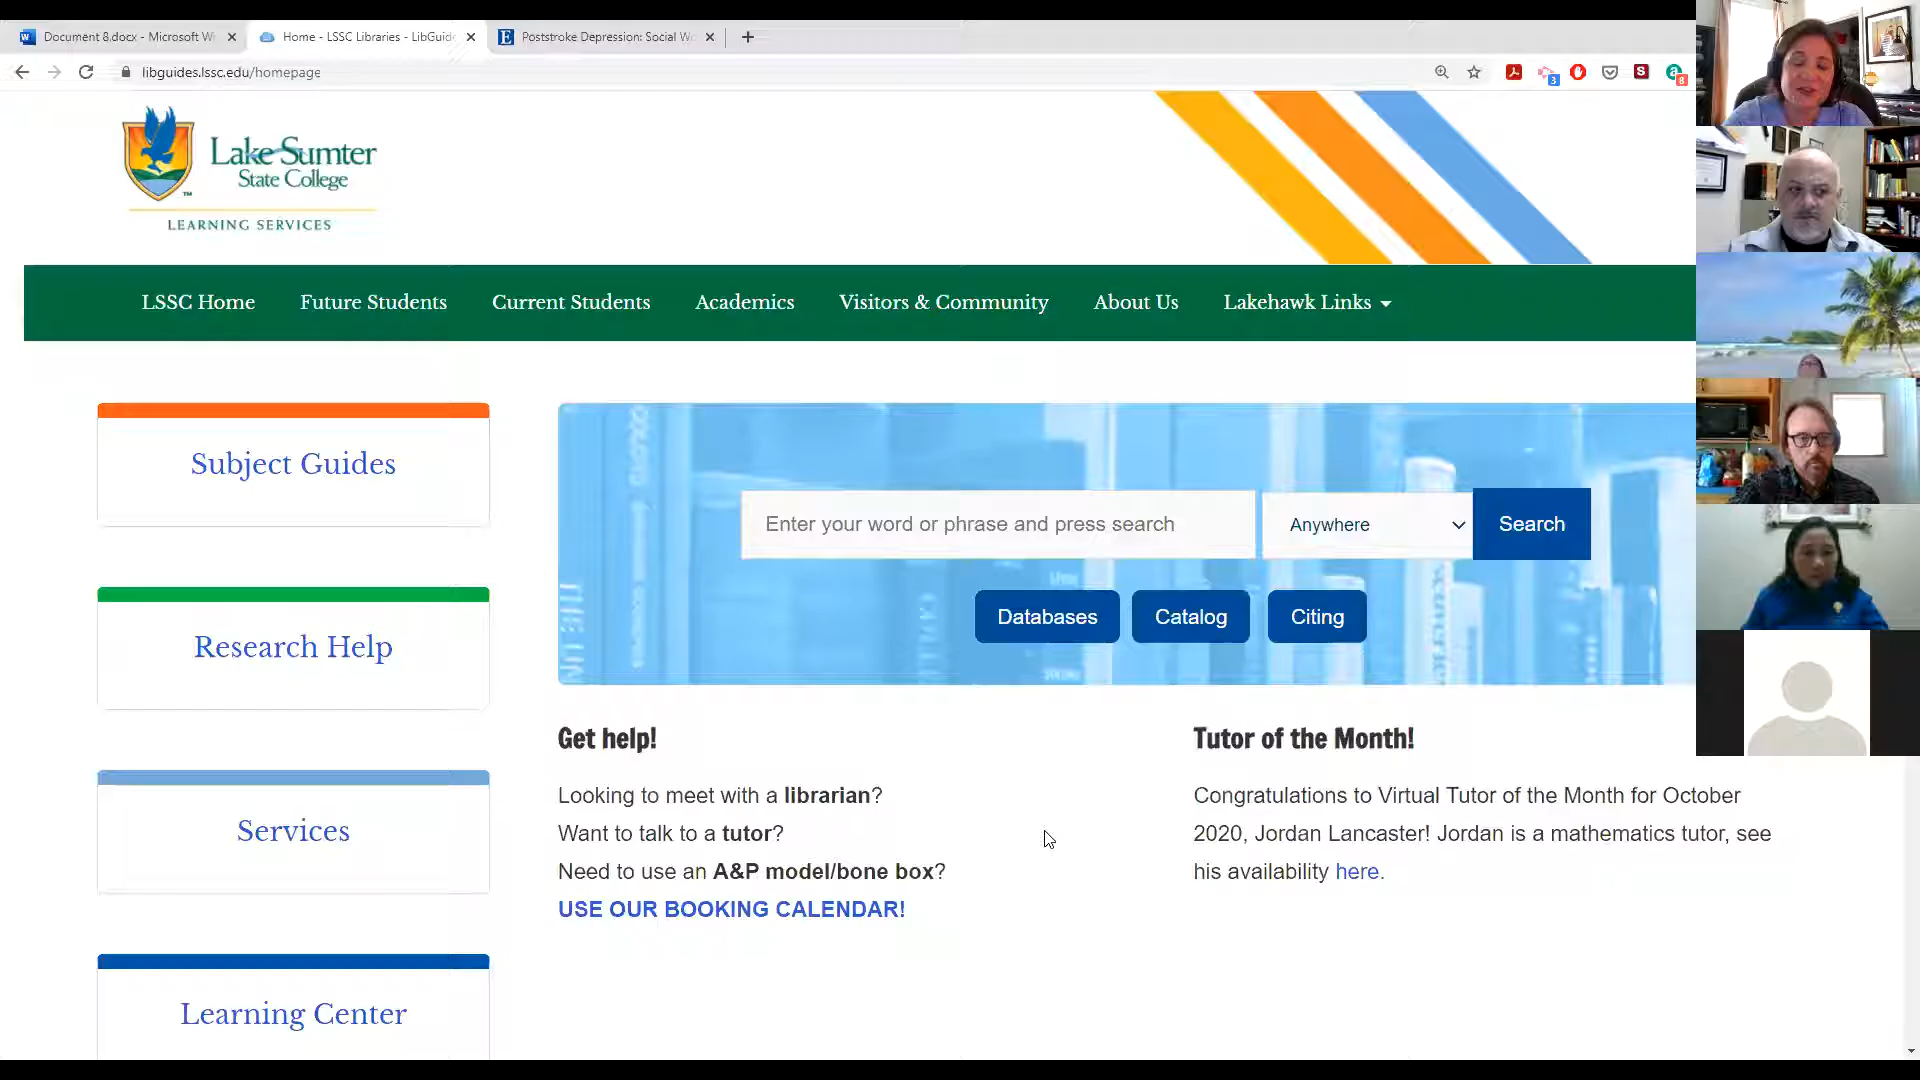 Document 8.docx - Microsoft W
Home - LSSC Libraries - LibGuide
Poststroke Depression: Social W
libguides.lssc.edu/homepage
3
S
a
8
Lake-Sumter
State College
TM
LEARNING SERVICES
LSSC Home
Future Students
Current Students
Academics
Visitors & Community
About Us
Lakehawk Links
Subject Guides
Research Help
Services
Learning Center
Enter your word or phrase and press search
Anywhere
Search
Databases
Catalog
Citing
Get help!
Looking to meet with a librarian?
Want to talk to a tutor?
Need to use an A&P model/bone box?
USE OUR BOOKING CALENDAR!
Tutor of the Month!
Congratulations to Virtual Tutor of the Month for October
2020, Jordan Lancaster! Jordan is a mathematics tutor, see
his availability here.